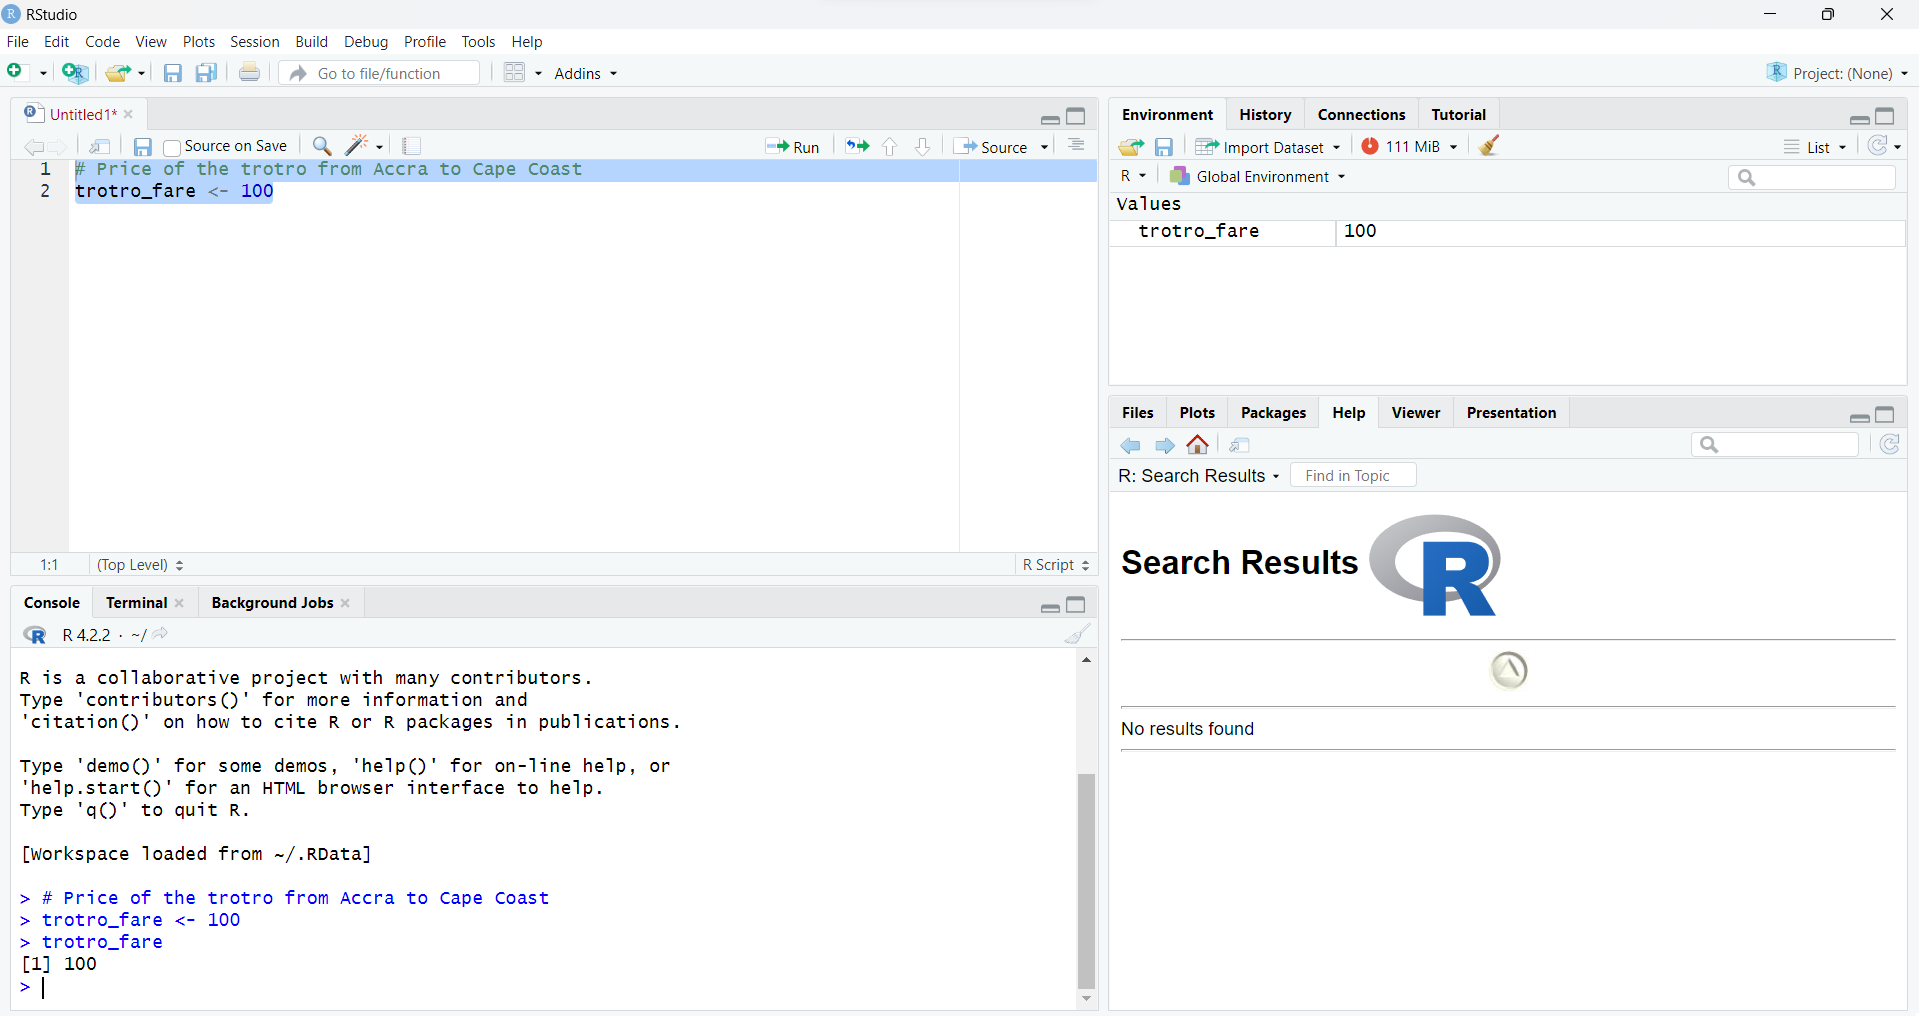 RStudio
File Edit Code View Plots Session Build Debug Profile Tools Help
Go to file/function Addins Project: (None)
Untitled1*
Source on Save Run Source
1 # Price of the trotro from Accra to Cape Coast
2 trotro_fare <- 100
1:1 (Top Level) R Script
Console Terminal Background Jobs
R 4.2.2 · ~/
R is a collaborative project with many contributors.
Type 'contributors()' for more information and
'citation()' on how to cite R or R packages in publications.
Type 'demo()' for some demos, 'help()' for on-line help, or
'help.start()' for an HTML browser interface to help.
Type 'q()' to quit R.
[Workspace loaded from ~/.RData]
> # Price of the trotro from Accra to Cape Coast
> trotro_fare <- 100
> trotro_fare
[1] 100
>
Environment History Connections Tutorial
Import Dataset 111 MiB List
R Global Environment
Values
trotro_fare 100
Files Plots Packages Help Viewer Presentation
R: Search Results Find in Topic
Search Results R
No results found